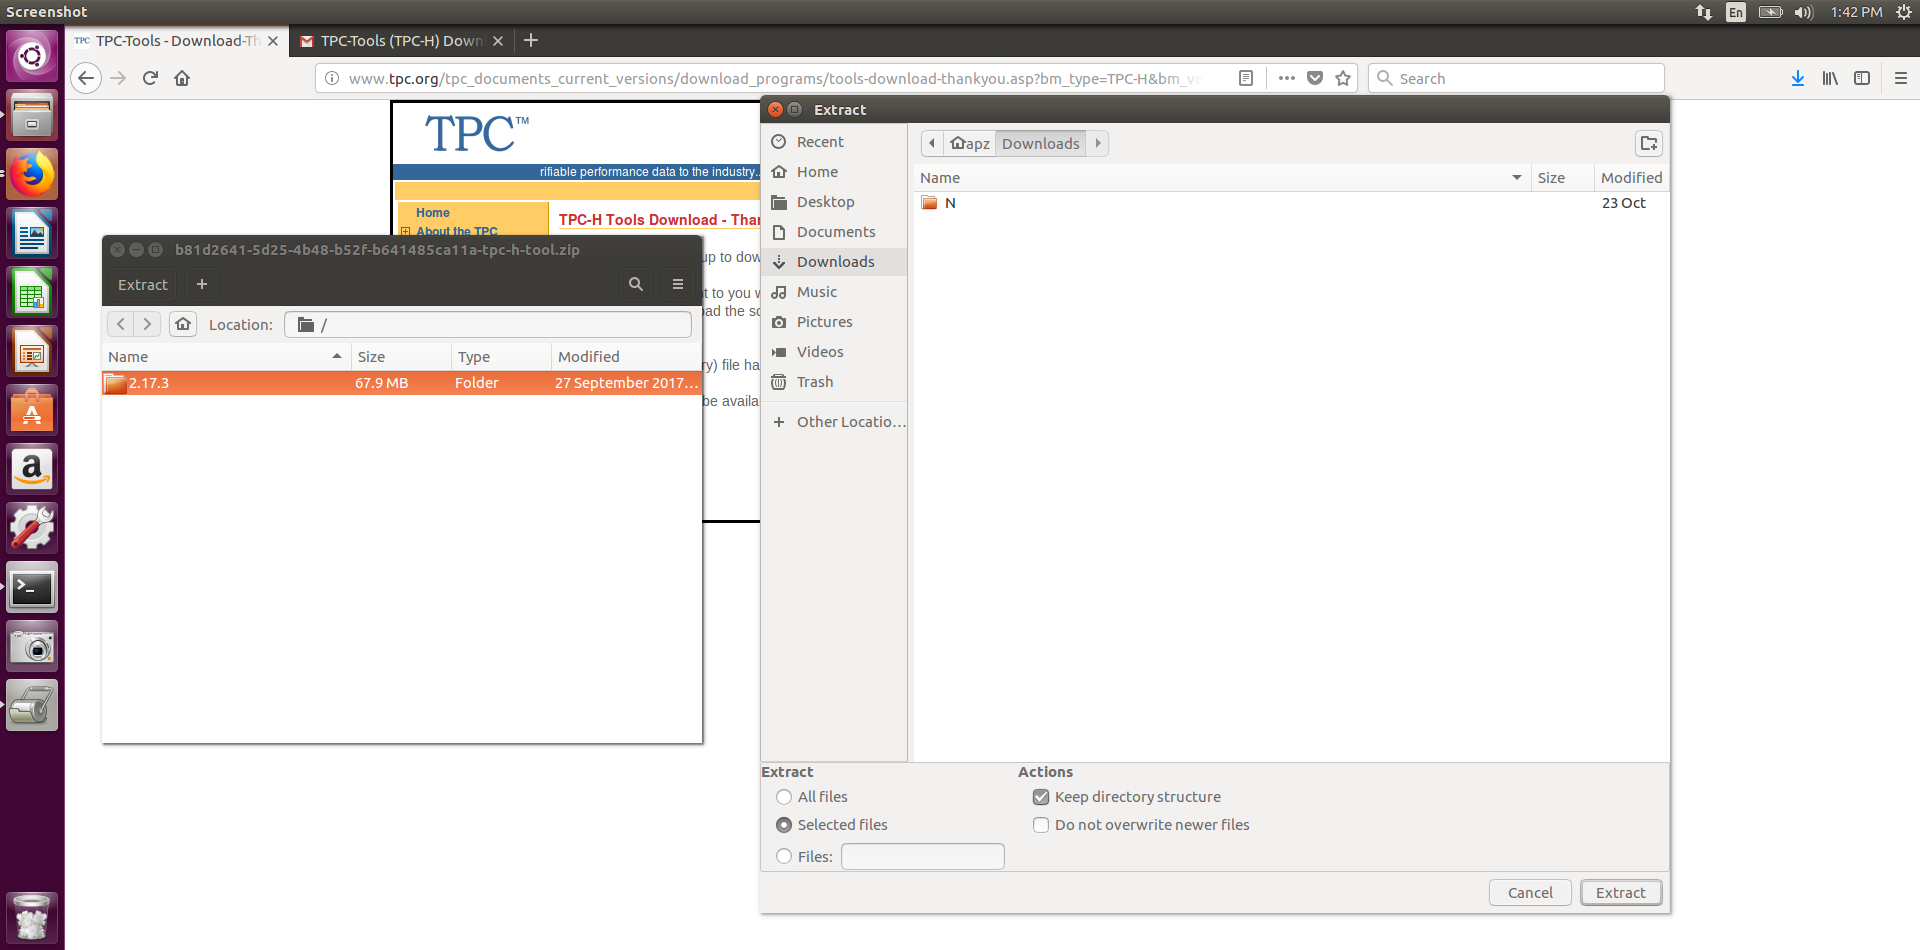 Screenshot
En
1:42 PM
TPC TPC-Tools - Download-Th
TPC-Tools (TPC-H) Down
www.tpc.org/tpc_documents_current_versions/download_programs/tools-download-thankyou.asp?bm_type=TPC-H&bm_ve
Search
TPC™
rifiable performance data to the industry..
Home
About the TPC
TPC-H Tools Download - Than
up to dow
t to you w
oad the so
ry) file ha
be availa
b81d2641-5d25-4b48-b52f-b641485ca11a-tpc-h-tool.zip
Extract
Location: /
Name Size Type Modified
2.17.3 67.9 MB Folder 27 September 2017...
Extract
Recent
Home
Desktop
Documents
Downloads
Music
Pictures
Videos
Trash
Other Locatio...
apz Downloads
Name Size Modified
N 23 Oct
Extract
All files
Selected files
Files:
Actions
Keep directory structure
Do not overwrite newer files
Cancel Extract